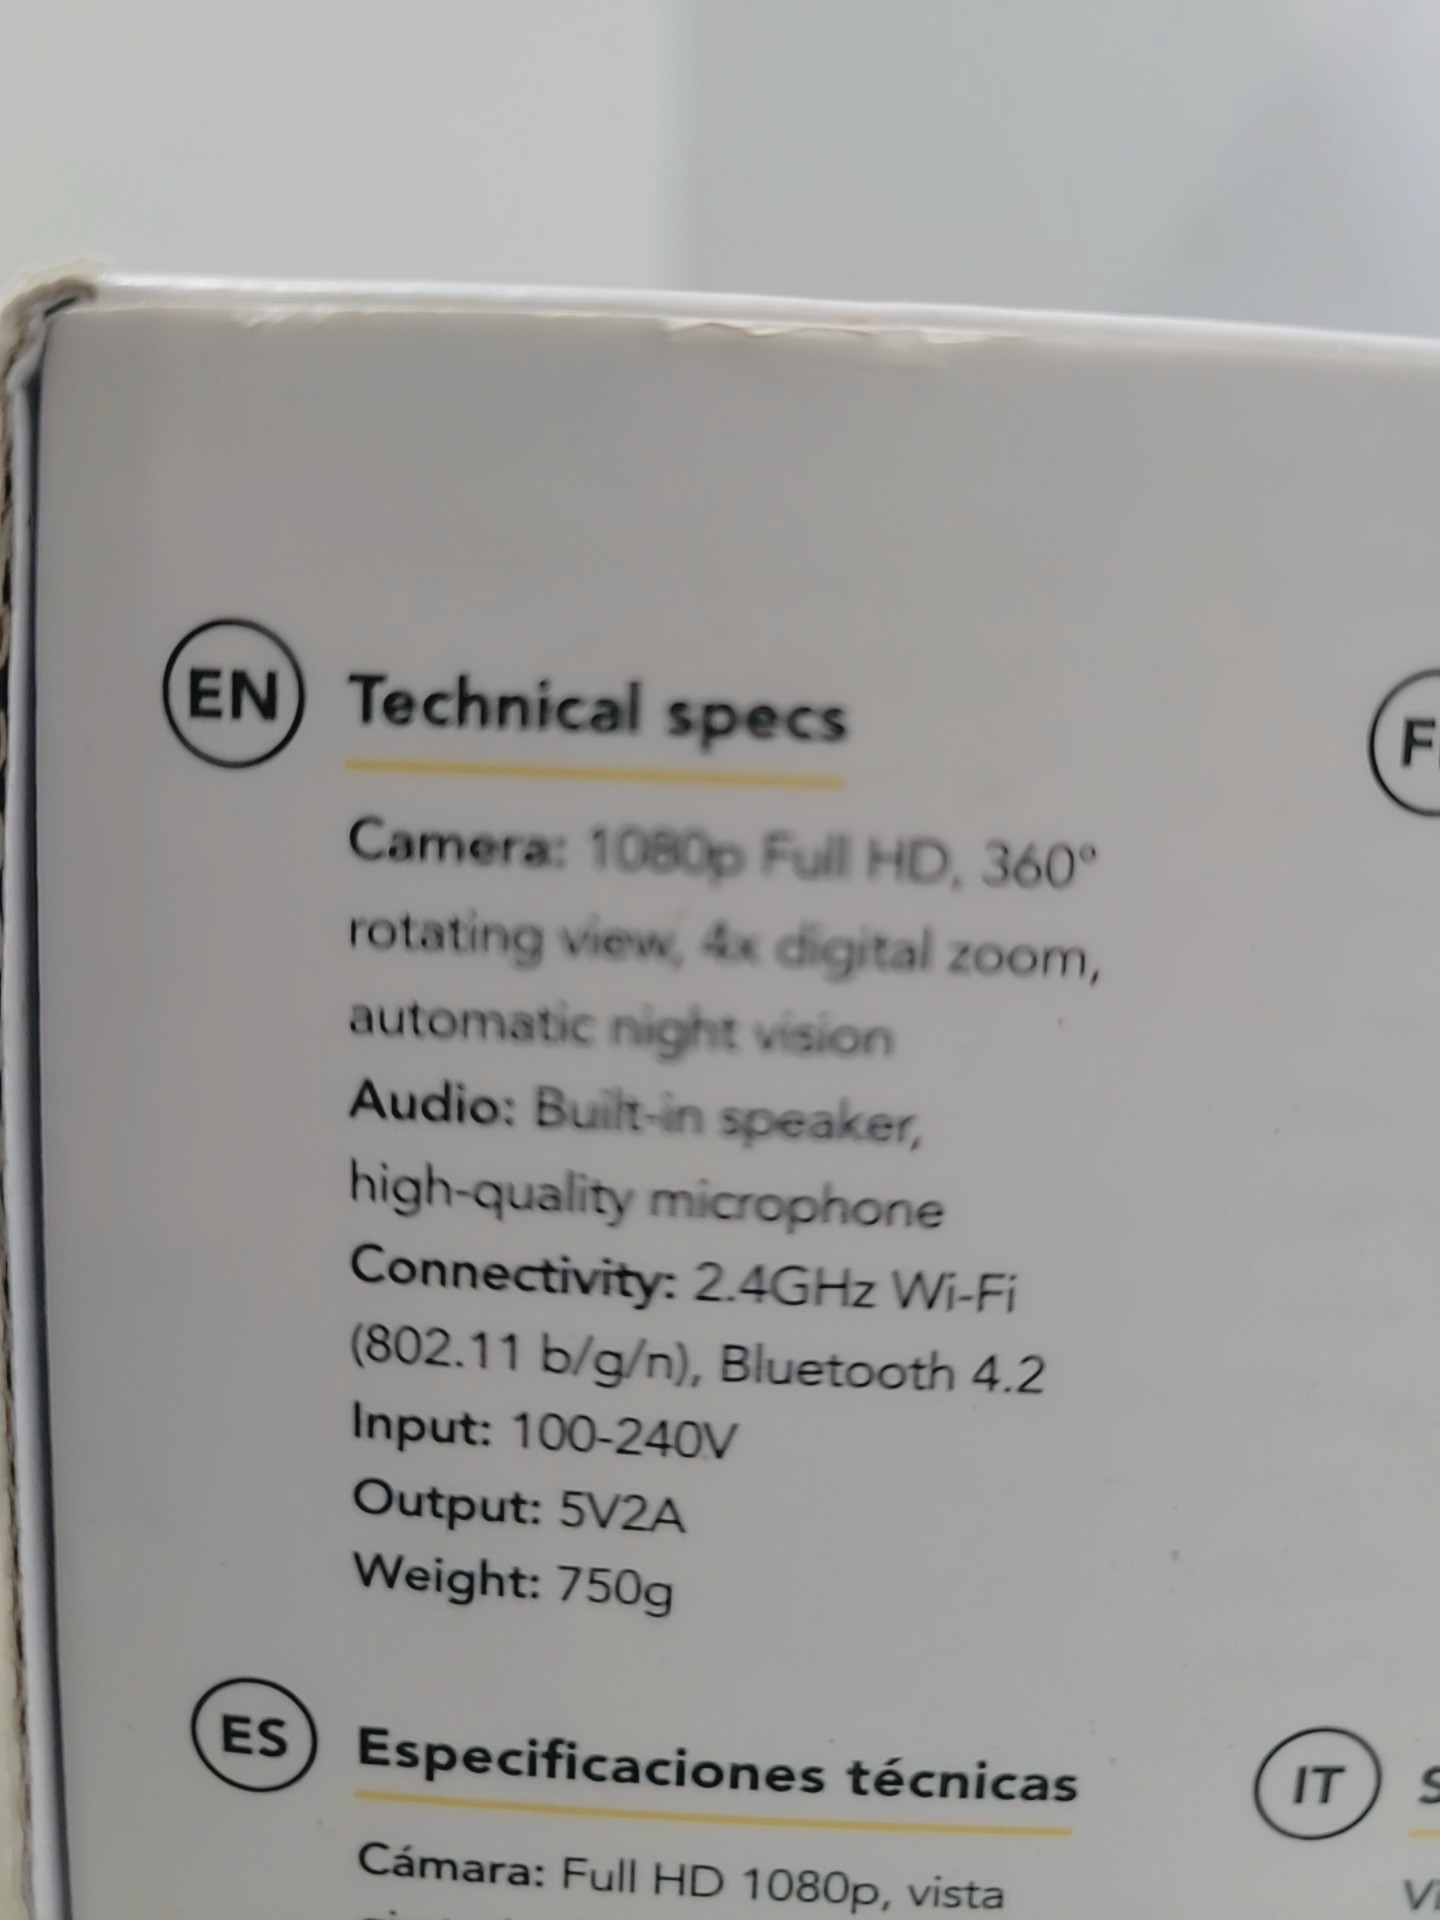 EN
Technical specs
Camera: 1080p Full HD, 360°
rotating view, 4x digital zoom,
automatic night vision
Audio: Built-in speaker,
high-quality microphone
Connectivity: 2.4GHz Wi-Fi
(802.11 b/g/n), Bluetooth 4.2
Input: 100-240V
Output: 5V2A
Weight: 750g
ES
Especificaciones técnicas
Cámara: Full HD 1080p, vista
IT